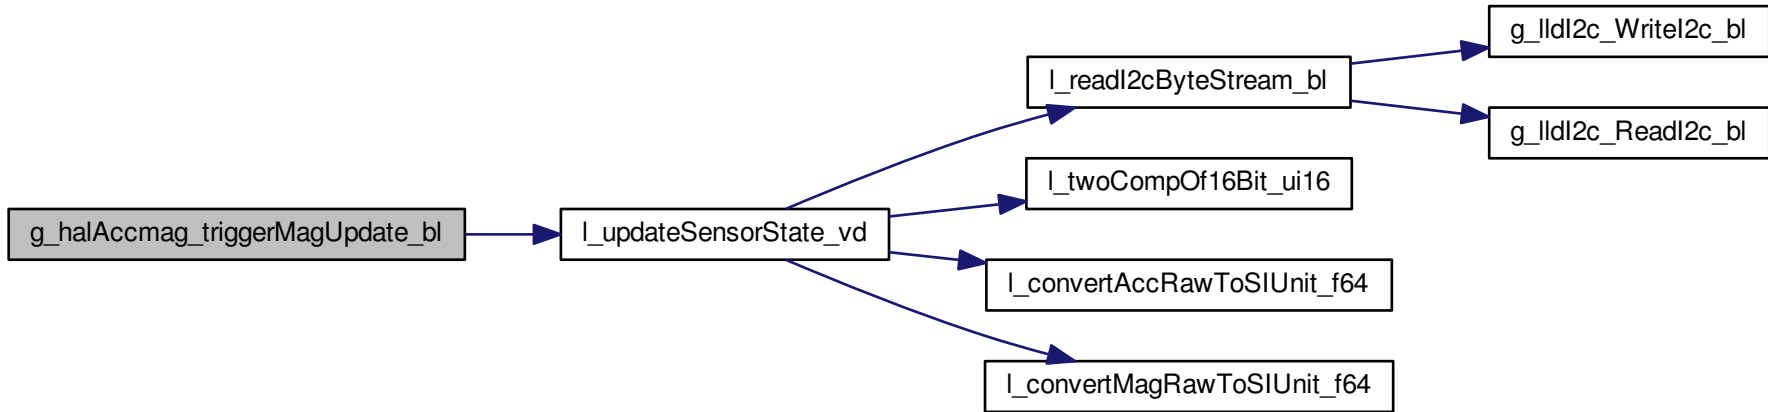 g_lldI2c_WriteI2c_bl
l_readI2cByteStream_bl
g_lldI2c_ReadI2c_bl
l_twoCompOf16Bit_ui16
g_halAccmag_triggerMagUpdate_bl
l_updateSensorState_vd
l_convertAccRawToSIUnit_f64
l_convertMagRawToSIUnit_f64